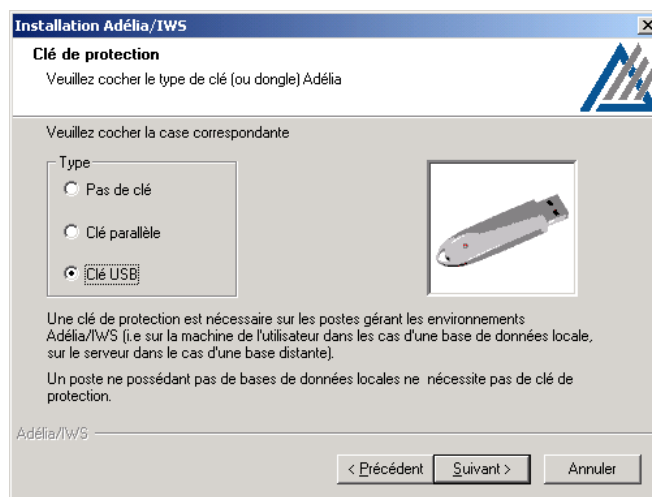 Installation Adélia/IWS
Clé de protection
Veuillez cocher le type de clé (ou dongle) Adélia
Veuillez cocher la case correspondante
Type
Pas de clé
Clé parallèle
Clé USB
Une clé de protection est nécessaire sur les postes gérant les environnements
Adélia/IWS (i.e sur la machine de l'utilisateur dans les cas d'une base de données locale,
sur le serveur dans le cas d'une base distante).
Un poste ne possédant pas de bases de données locales ne nécessite pas de clé de
protection.
Adélia/IWS
< Précédent
Suivant >
Annuler